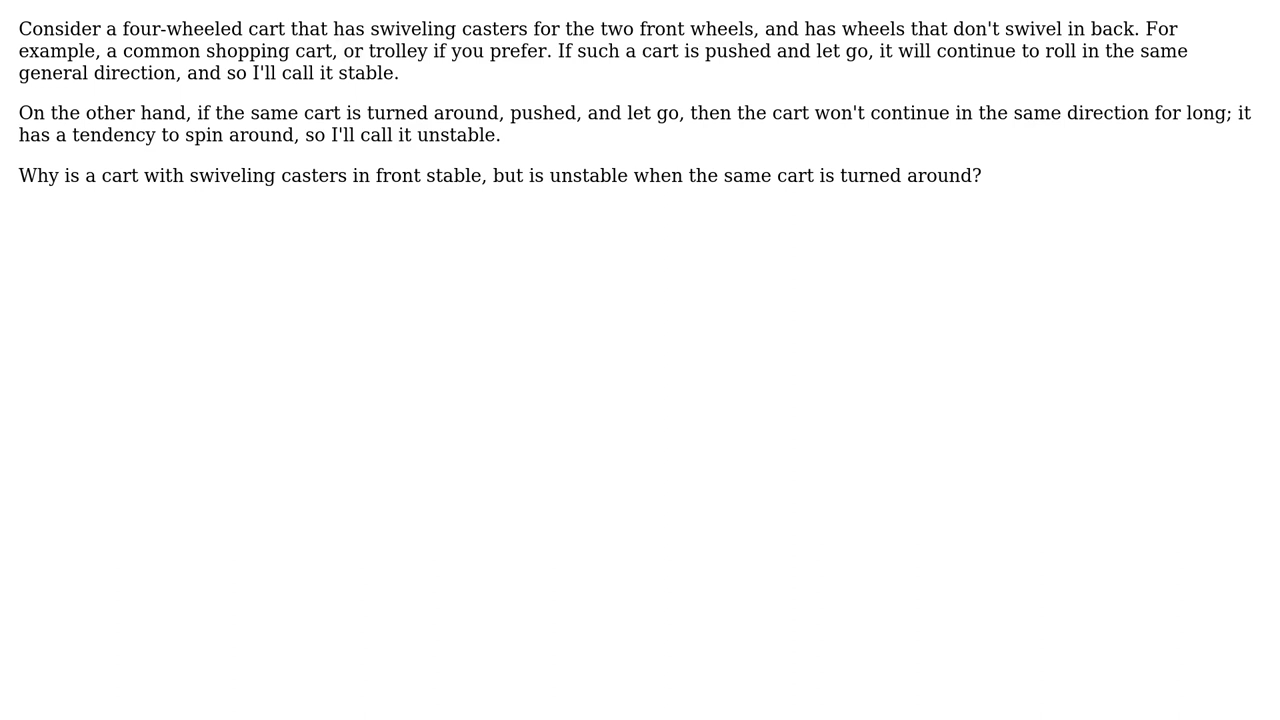 Consider a four-wheeled cart that has swiveling casters for the two front wheels, and has wheels that don't swivel in back. For
example, a common shopping cart, or trolley if you prefer. If such a cart is pushed and let go, it will continue to roll in the same
general direction, and so I'll call it stable.
On the other hand, if the same cart is turned around, pushed, and let go, then the cart won't continue in the same direction for long; it
has a tendency to spin around, so I'll call it unstable.
Why is a cart with swiveling casters in front stable, but is unstable when the same cart is turned around?